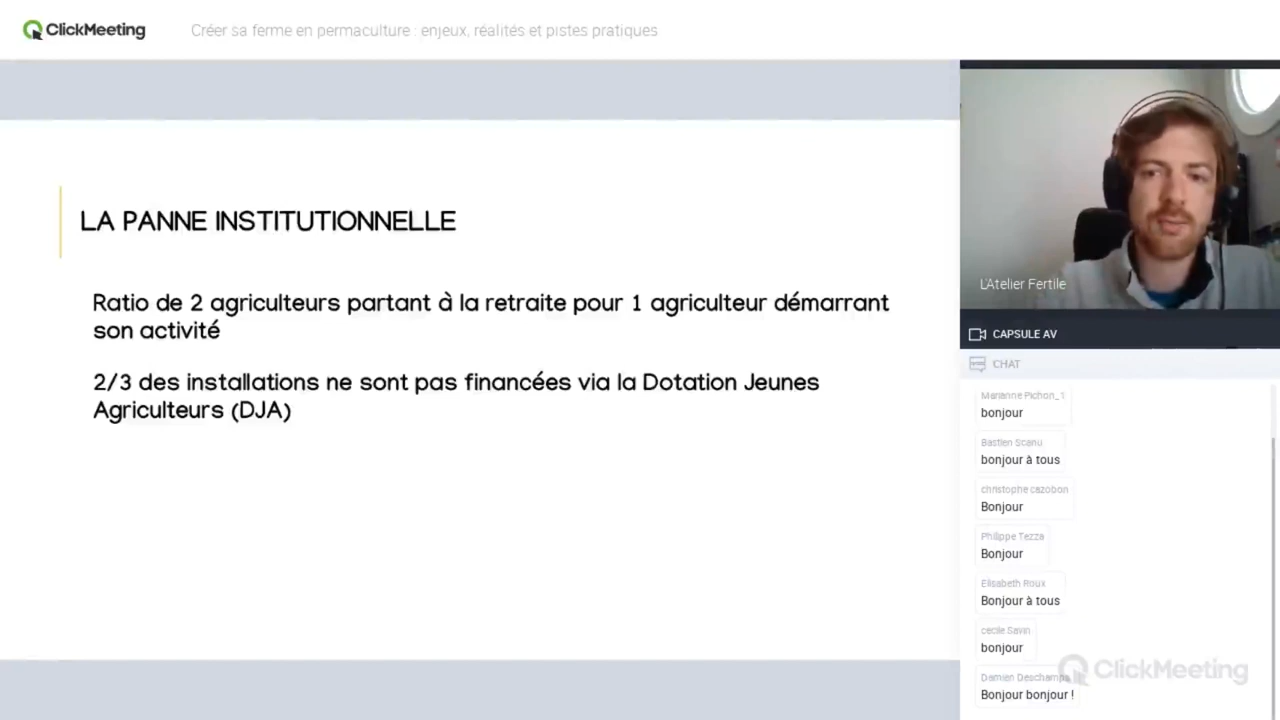 ClickMeeting
Créer sa ferme en permaculture : enjeux, réalités et pistes pratiques
LA PANNE INSTITUTIONNELLE
Ratio de 2 agriculteurs partant à la retraite pour 1 agriculteur démarrant
son activité
2/3 des installations ne sont pas financées via la Dotation Jeunes
Agriculteurs (DJA)
L'Atelier Fertile
CAPSULE AV
CHAT
Marianne Pichon_1
bonjour
Bastien Scanu
bonjour à tous
christophe cazobon
Bonjour
Philippe Tezza
Bonjour
Elisabeth Roux
Bonjour à tous
cecile Savin
bonjour
Damien Deschamps
Bonjour bonjour !
ClickMeeting